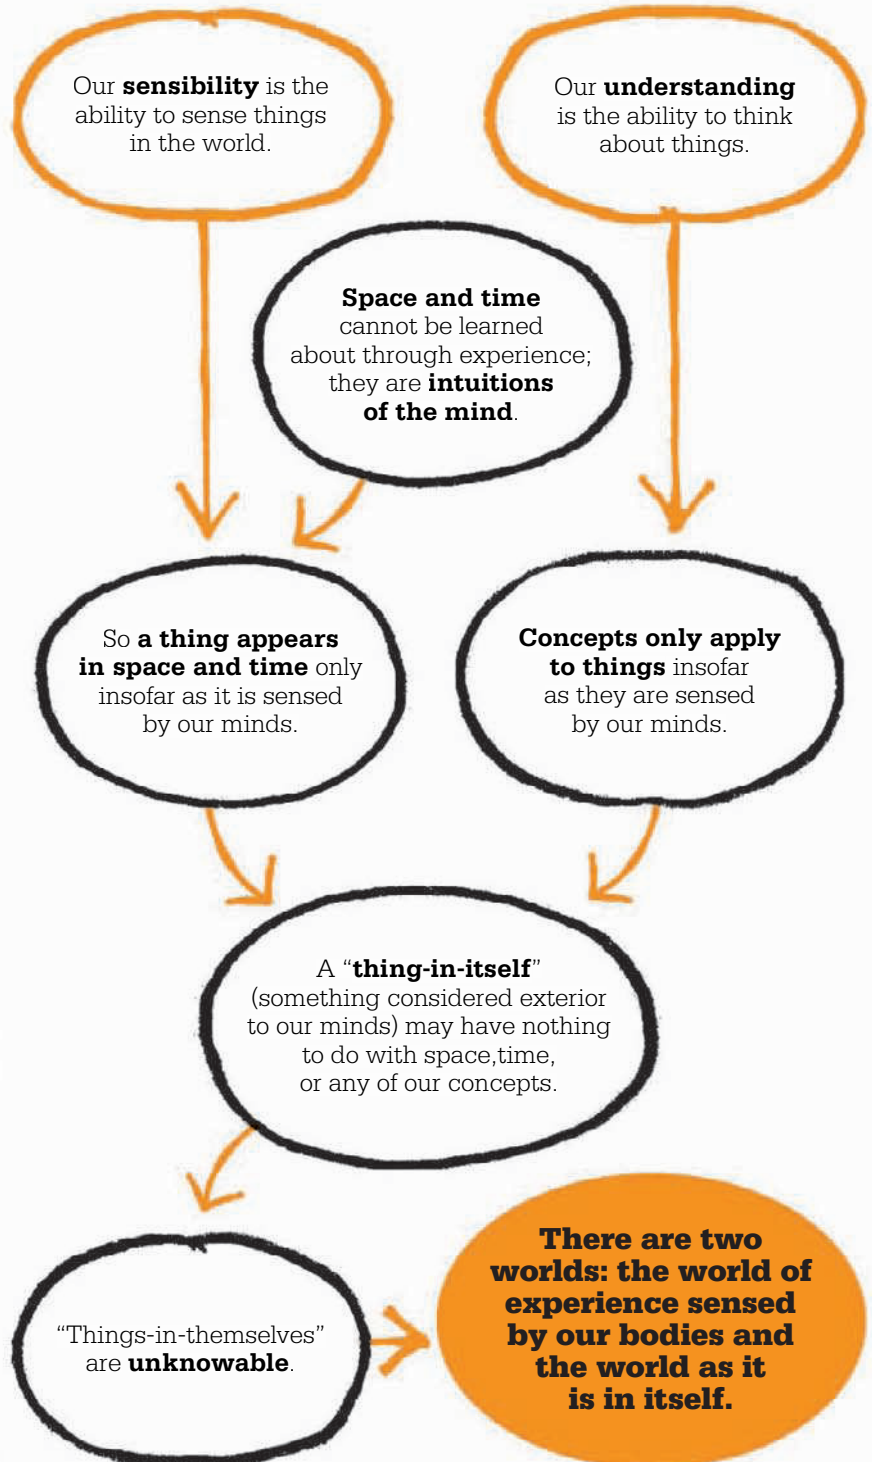 Our sensibility is the
ability to sense things
in the world.
Our understanding
is the ability to think
about things.
Space and time
cannot be learned
about through experience;
they are intuitions
of the mind.
So a thing appears
in space and time only
insofar as it is sensed
by our minds.
Concepts only apply
to things insofar
as they are sensed
by our minds.
A “thing-in-itself”
(something considered exterior
to our minds) may have nothing
to do with space,time,
or any of our concepts.
“Things-in-themselves”
are unknowable.
There are two
worlds: the world of
experience sensed
by our bodies and
the world as it
is in itself.